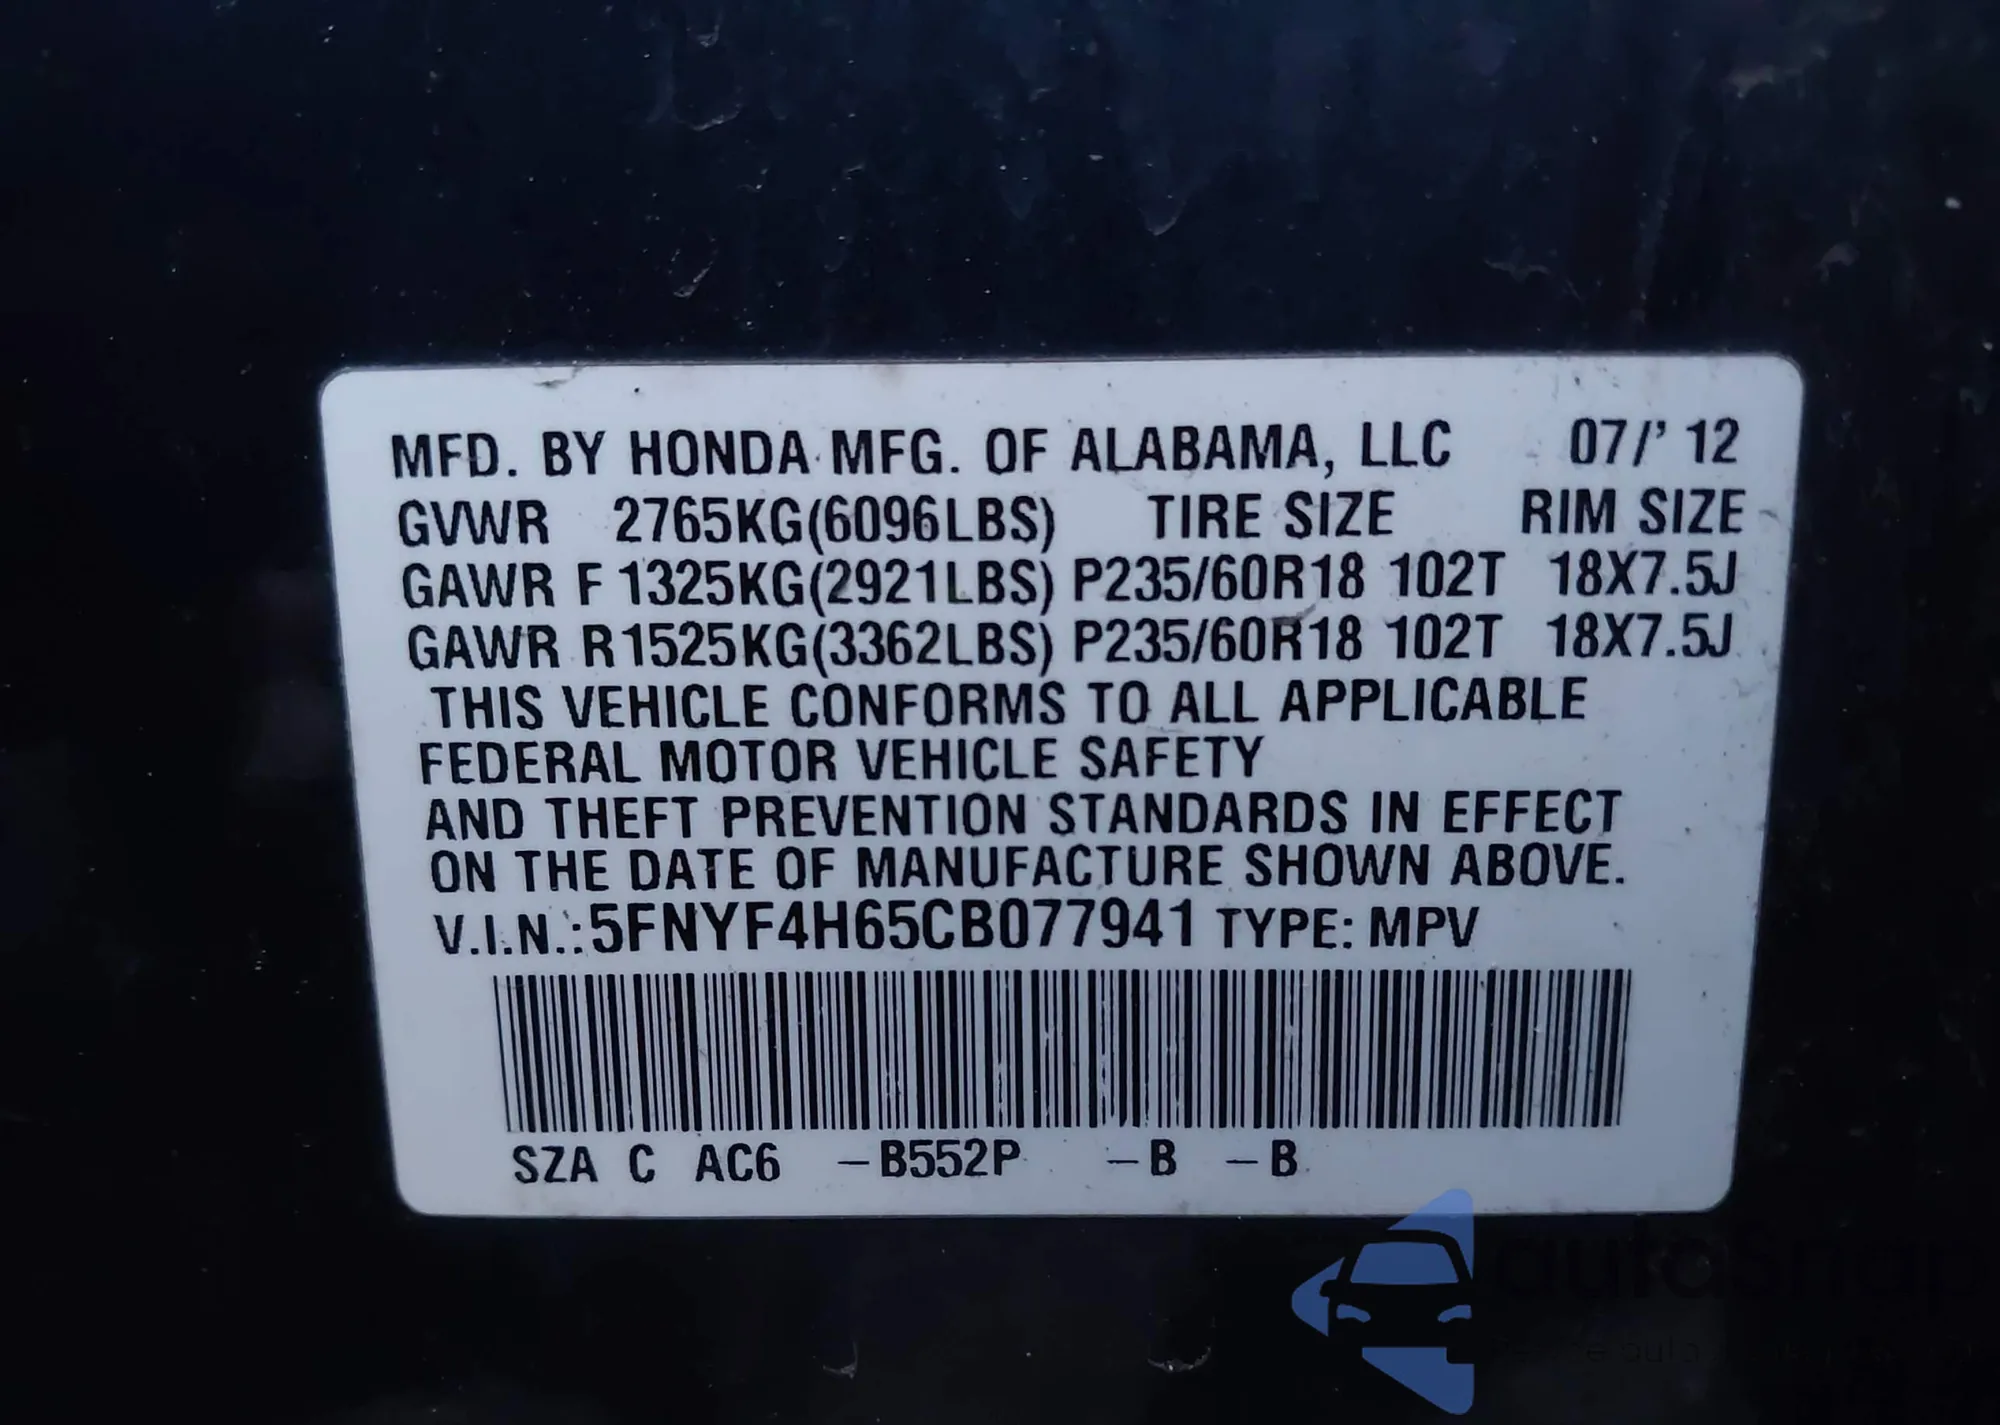 MFD. BY HONDA MFG. OF ALABAMA, LLC 07/' 12
GVWR 2765KG(6096LBS) TIRE SIZE RIM SIZE
GAWR F 1325KG(2921LBS) P235/60R18 102T 18X7.5J
GAWR R1525KG(3362LBS) P235/60R18 102T 18X7.5J
THIS VEHICLE CONFORMS TO ALL APPLICABLE
FEDERAL MOTOR VEHICLE SAFETY
AND THEFT PREVENTION STANDARDS IN EFFECT
ON THE DATE OF MANUFACTURE SHOWN ABOVE.
V.I.N.:5FNYF4H65CB077941 TYPE: MPV
SZA C AC6 -B552P -B -B
auto